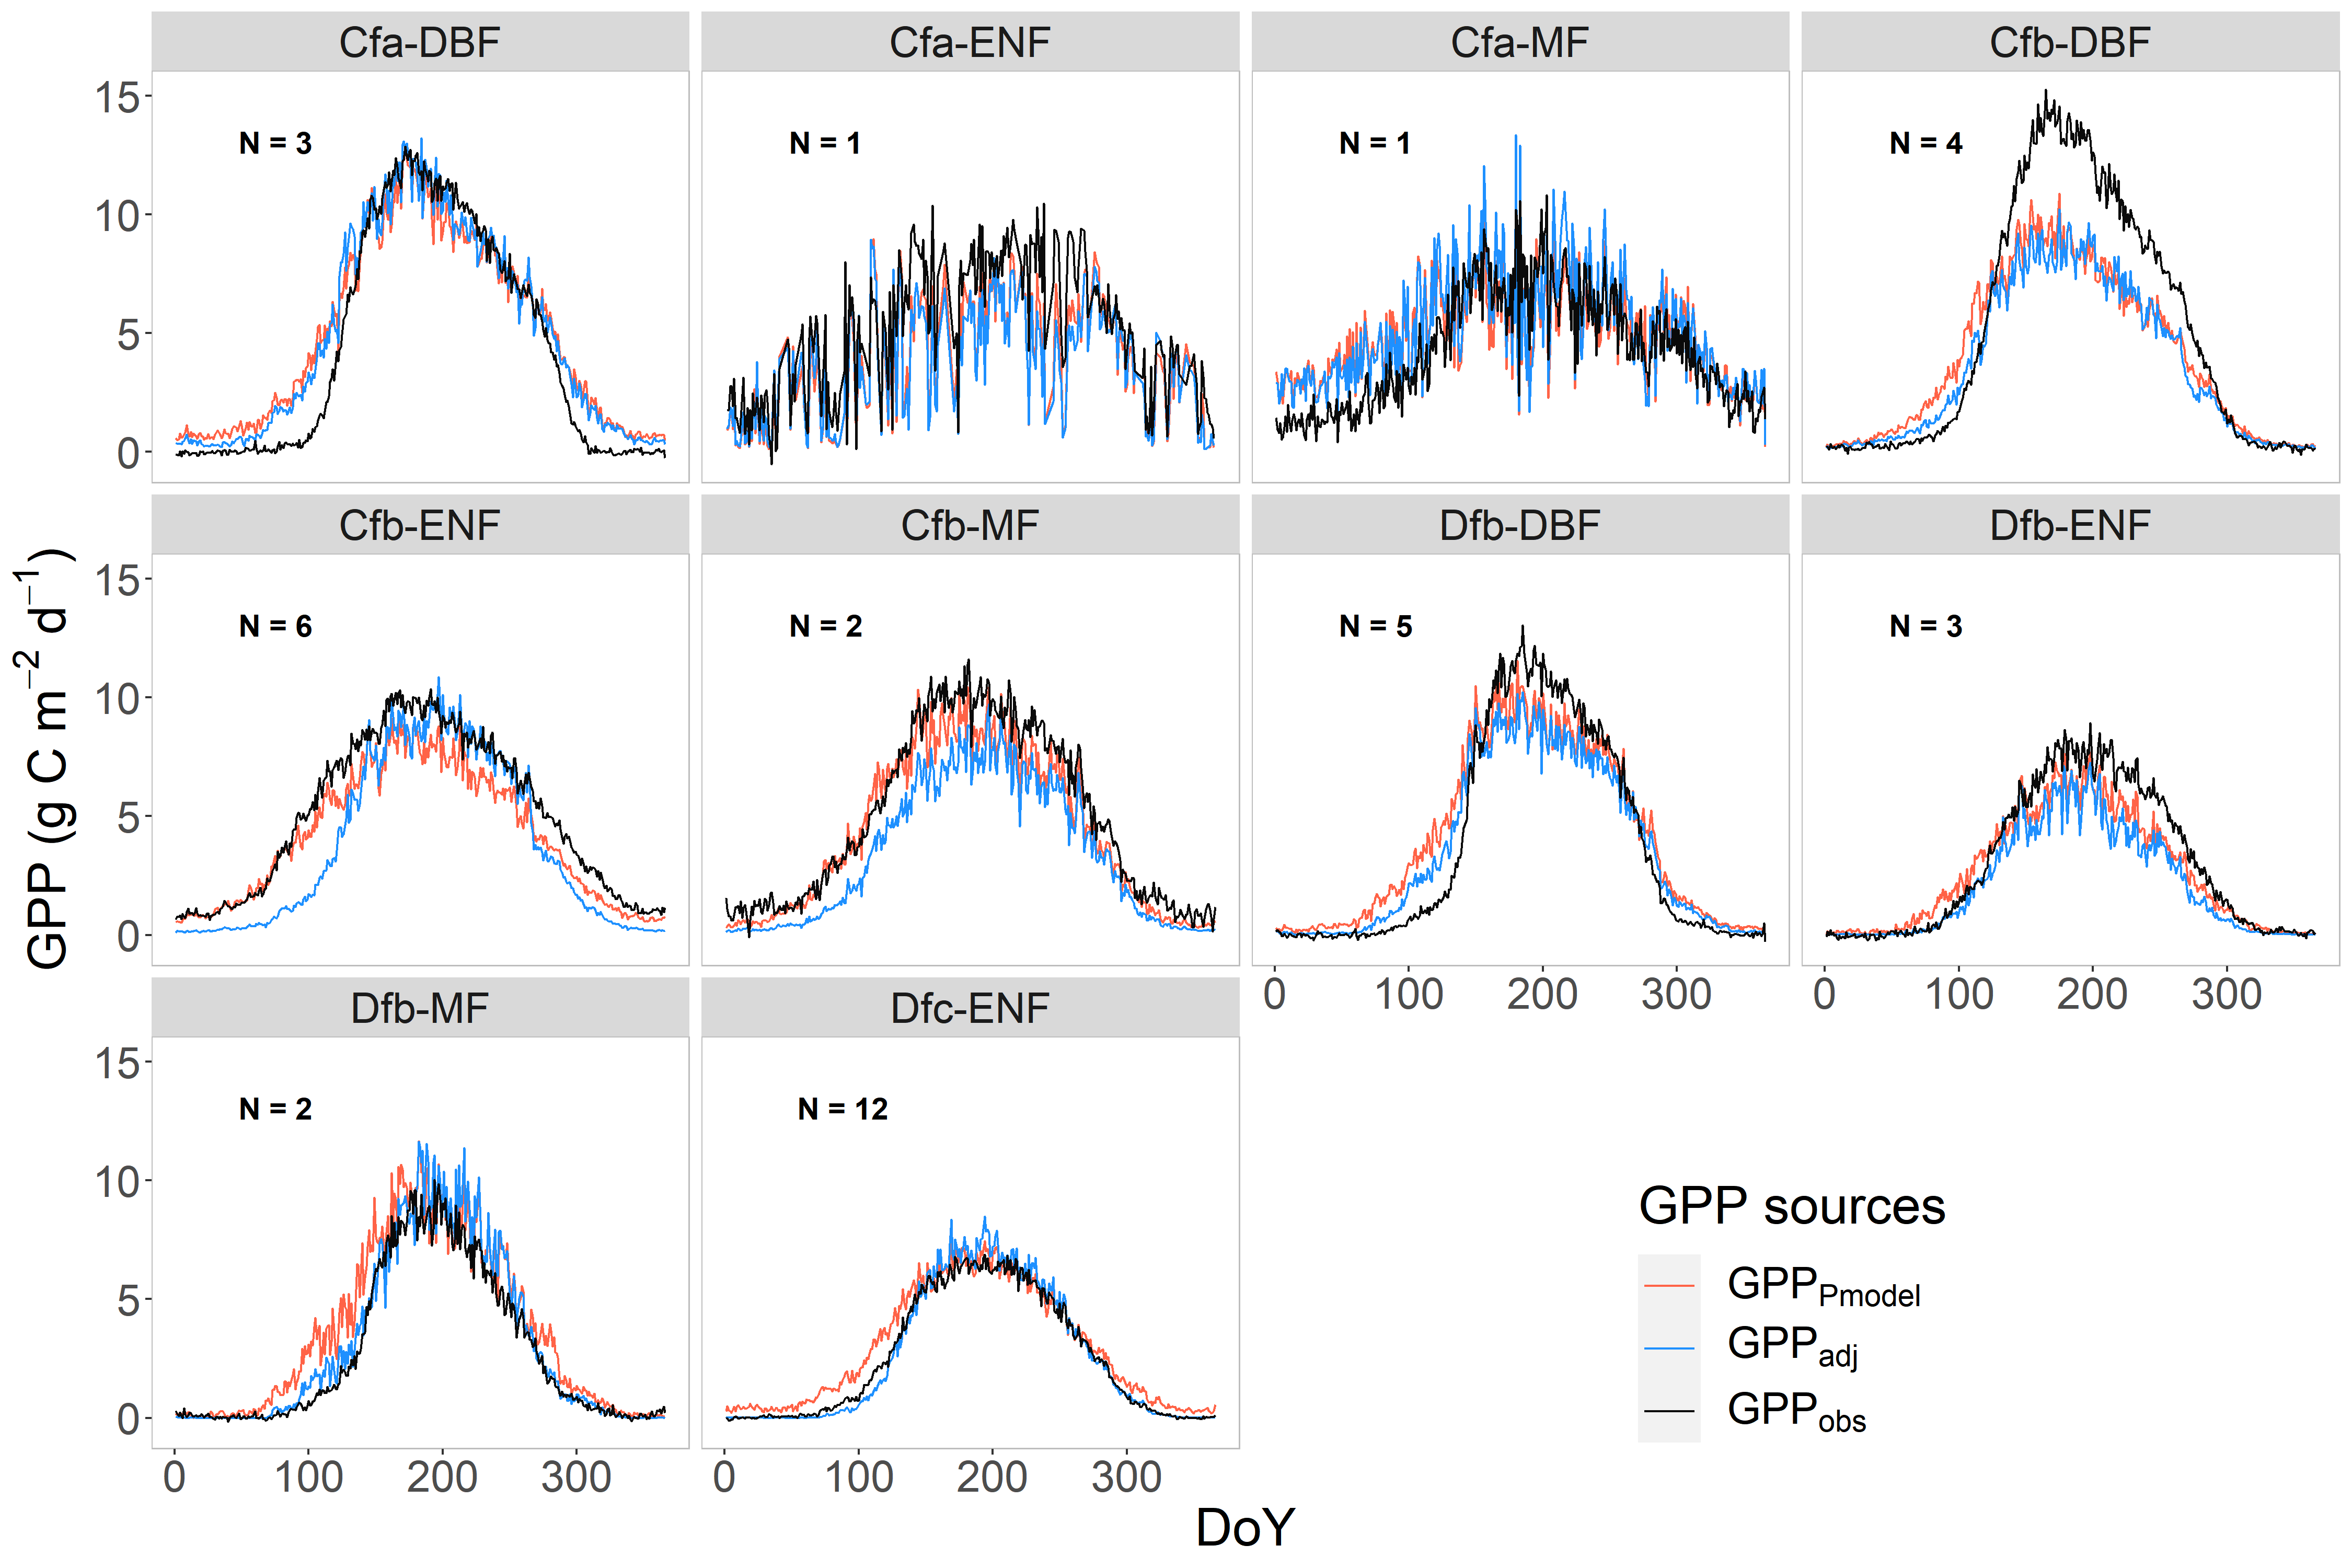 Cfa-DBF
Cfa-ENF
Cfa-MF
Cfb-DBF
15
10
5
0
N = 3
N = 1
N = 1
N = 4
Cfb-ENF
Cfb-MF
Dfb-DBF
Dfb-ENF
GPP (g C m⁻² d⁻¹)
15
10
5
0
N = 6
N = 2
N = 5
N = 3
0 100 200 300
0 100 200 300
Dfb-MF
Dfc-ENF
15
10
5
0
N = 2
N = 12
0 100 200 300
0 100 200 300
DoY
GPP sources
GPP_Pmodel
GPP_adj
GPP_obs